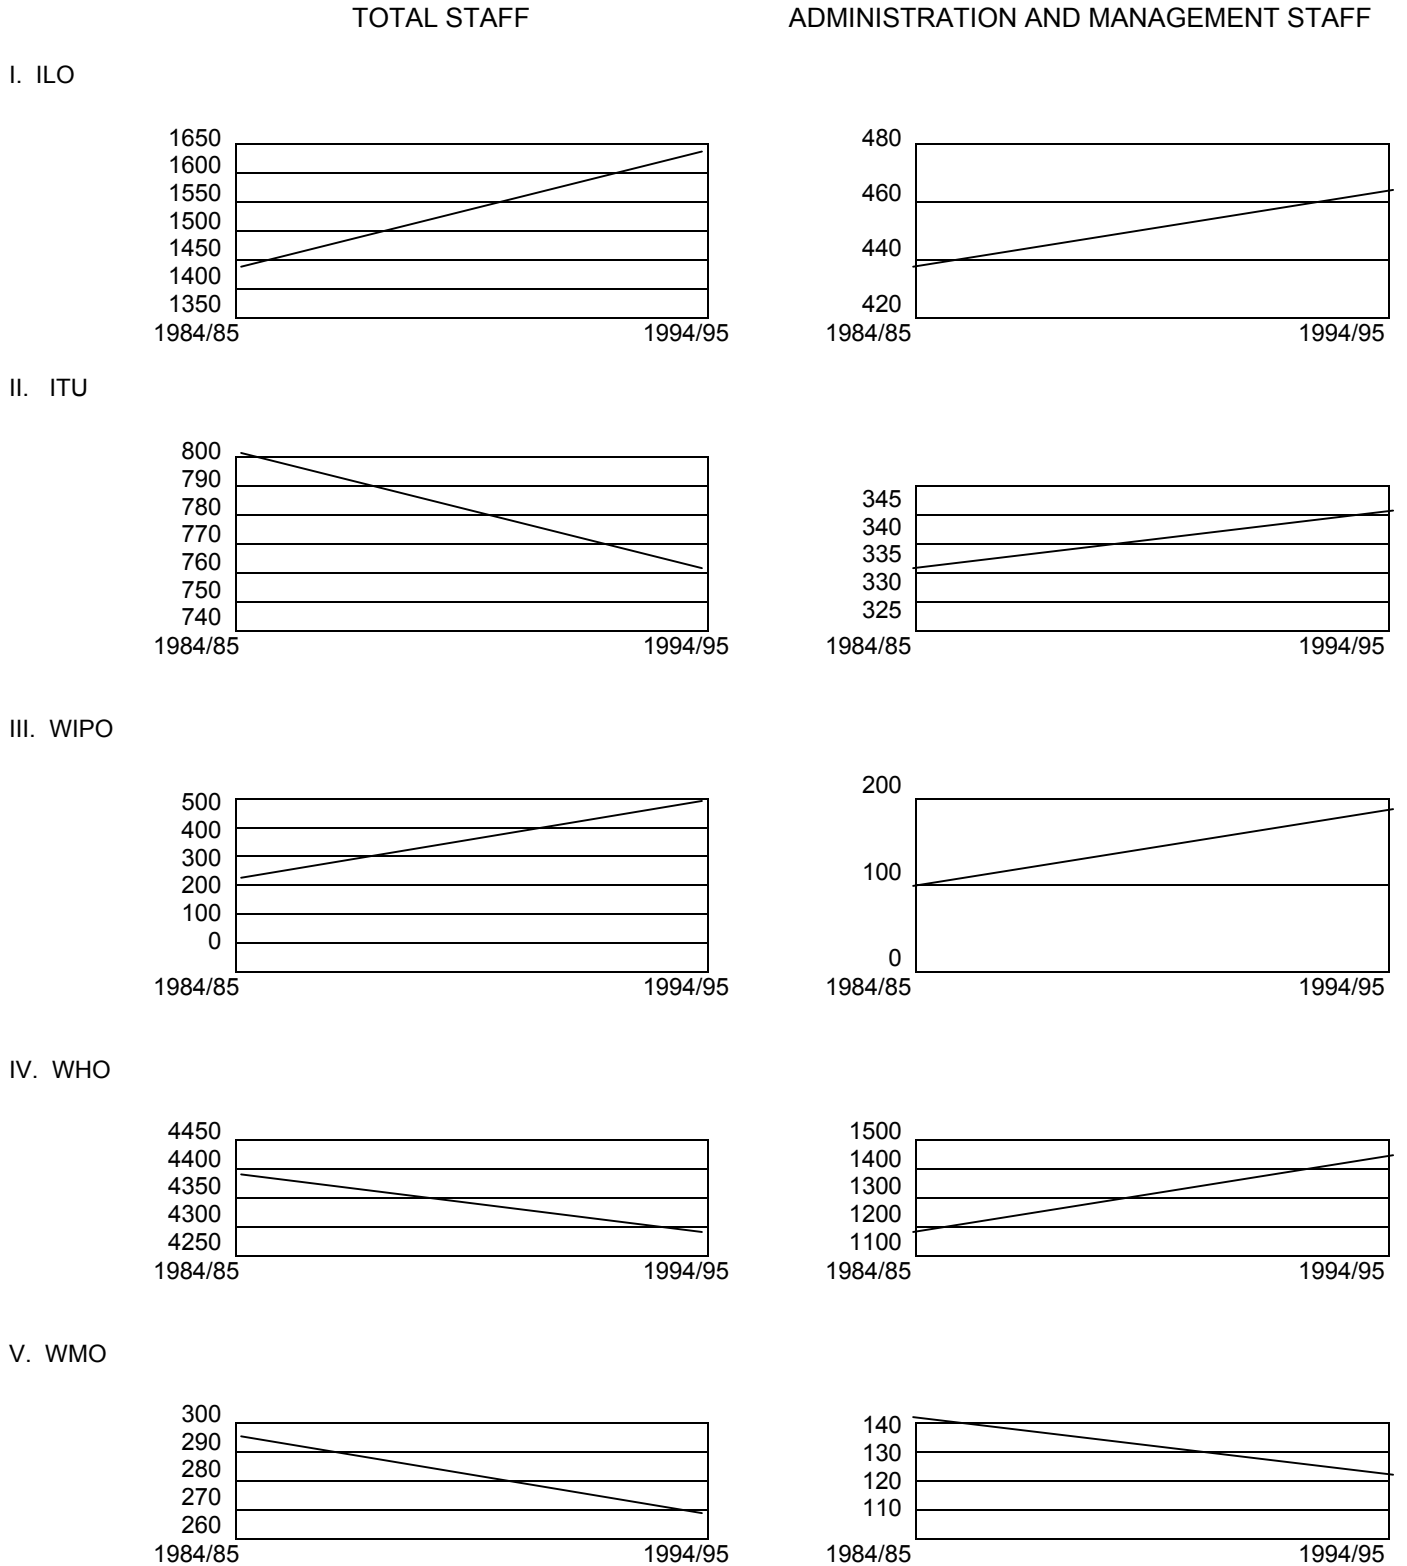 TOTAL STAFF ADMINISTRATION AND MANAGEMENT STAFF
I. ILO
1650 480
1600
1550 460
1500
1450 440
1400
1350 420
1984/85 1994/95 1984/85 1994/95
II. ITU
800
790 345
780 340
770 335
760 330
750 325
740
1984/85 1994/95 1984/85 1994/95
III. WIPO
500 200
400
300
200 100
100
0 0
1984/85 1994/95 1984/85 1994/95
IV. WHO
4450 1500
4400 1400
4350 1300
4300 1200
4250 1100
1984/85 1994/95 1984/85 1994/95
V. WMO
300 140
290 130
280 120
270 110
260
1984/85 1994/95 1984/85 1994/95